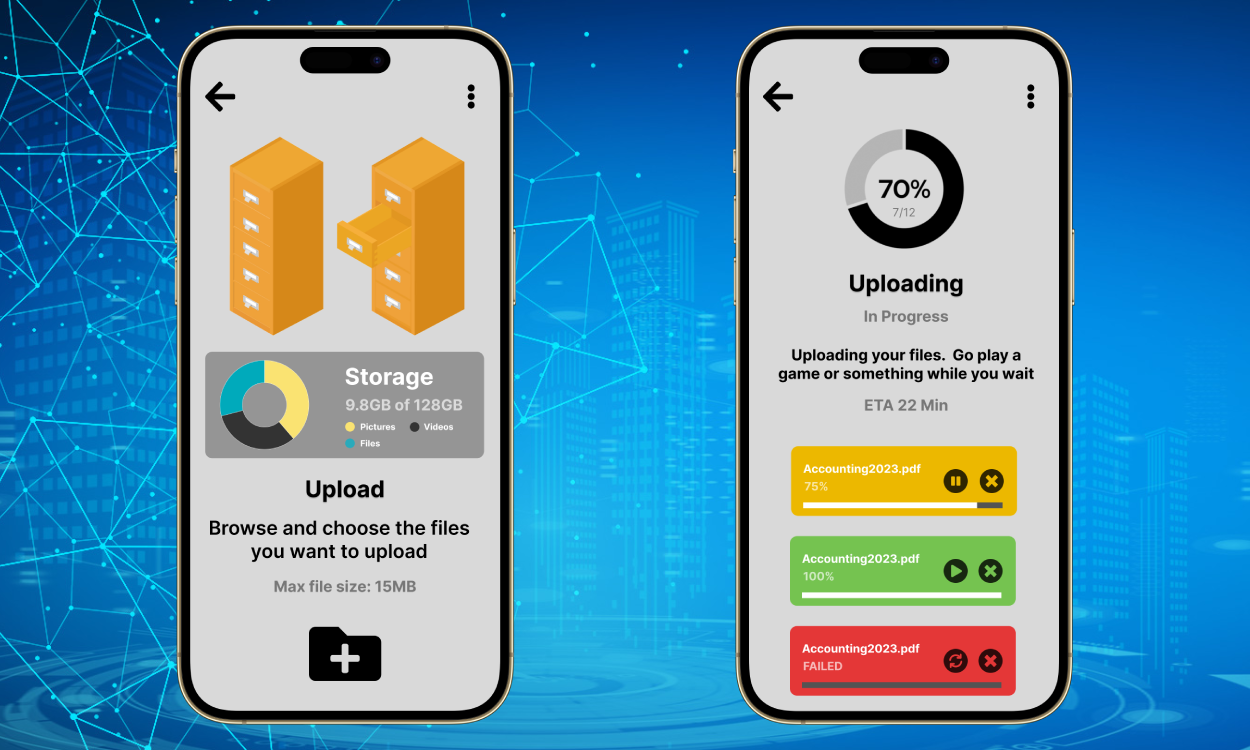 Storage
9.8GB of 128GB
Pictures Videos
Files
Upload
Browse and choose the files
you want to upload
Max file size: 15MB
70%
7/12
Uploading
In Progress
Uploading your files. Go play a
game or something while you wait
ETA 22 Min
Accounting2023.pdf
75%
Accounting2023.pdf
100%
Accounting2023.pdf
FAILED